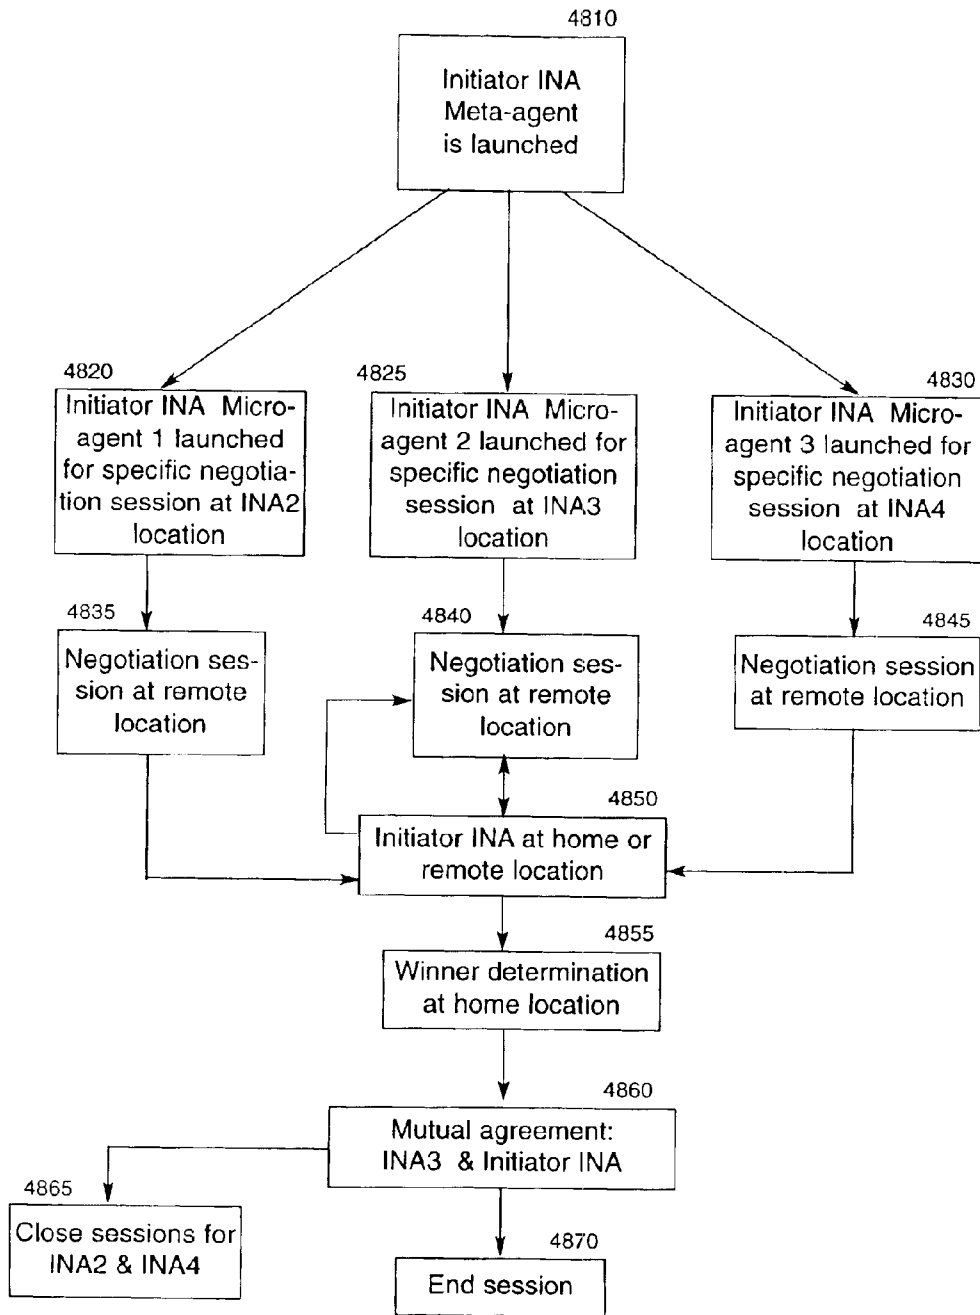 4810
Initiator INA
Meta-agent
is launched
4820
Initiator INA Micro-
agent 1 launched
for specific negotia-
tion session at INA2
location
4825
Initiator INA Micro-
agent 2 launched for
specific negotiation
session at INA3
location
4830
Initiator INA Micro-
agent 3 launched for
specific negotiation
session at INA4
location
4835
Negotiation ses-
sion at remote
location
4840
Negotiation ses-
sion at remote
location
4845
Negotiation session
at remote location
4850
Initiator INA at home or
remote location
4855
Winner determination
at home location
4860
Mutual agreement:
INA3 & Initiator INA
4865
Close sessions for
INA2 & INA4
4870
End session